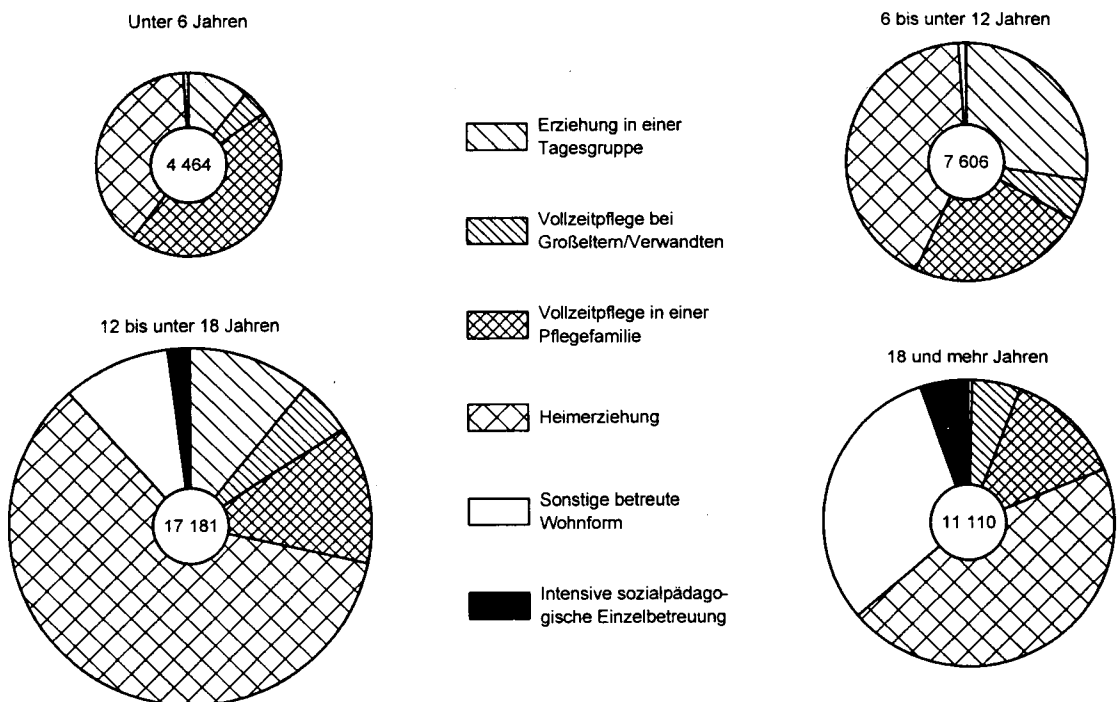 Unter 6 Jahren
4 464
6 bis unter 12 Jahren
7 606
Erziehung in einer
Tagesgruppe
Vollzeitpflege bei
Großeltern/Verwandten
Vollzeitpflege in einer
Pflegefamilie
Heimerziehung
Sonstige betreute
Wohnform
Intensive sozialpädago-
gische Einzelbetreuung
12 bis unter 18 Jahren
17 181
18 und mehr Jahren
11 110